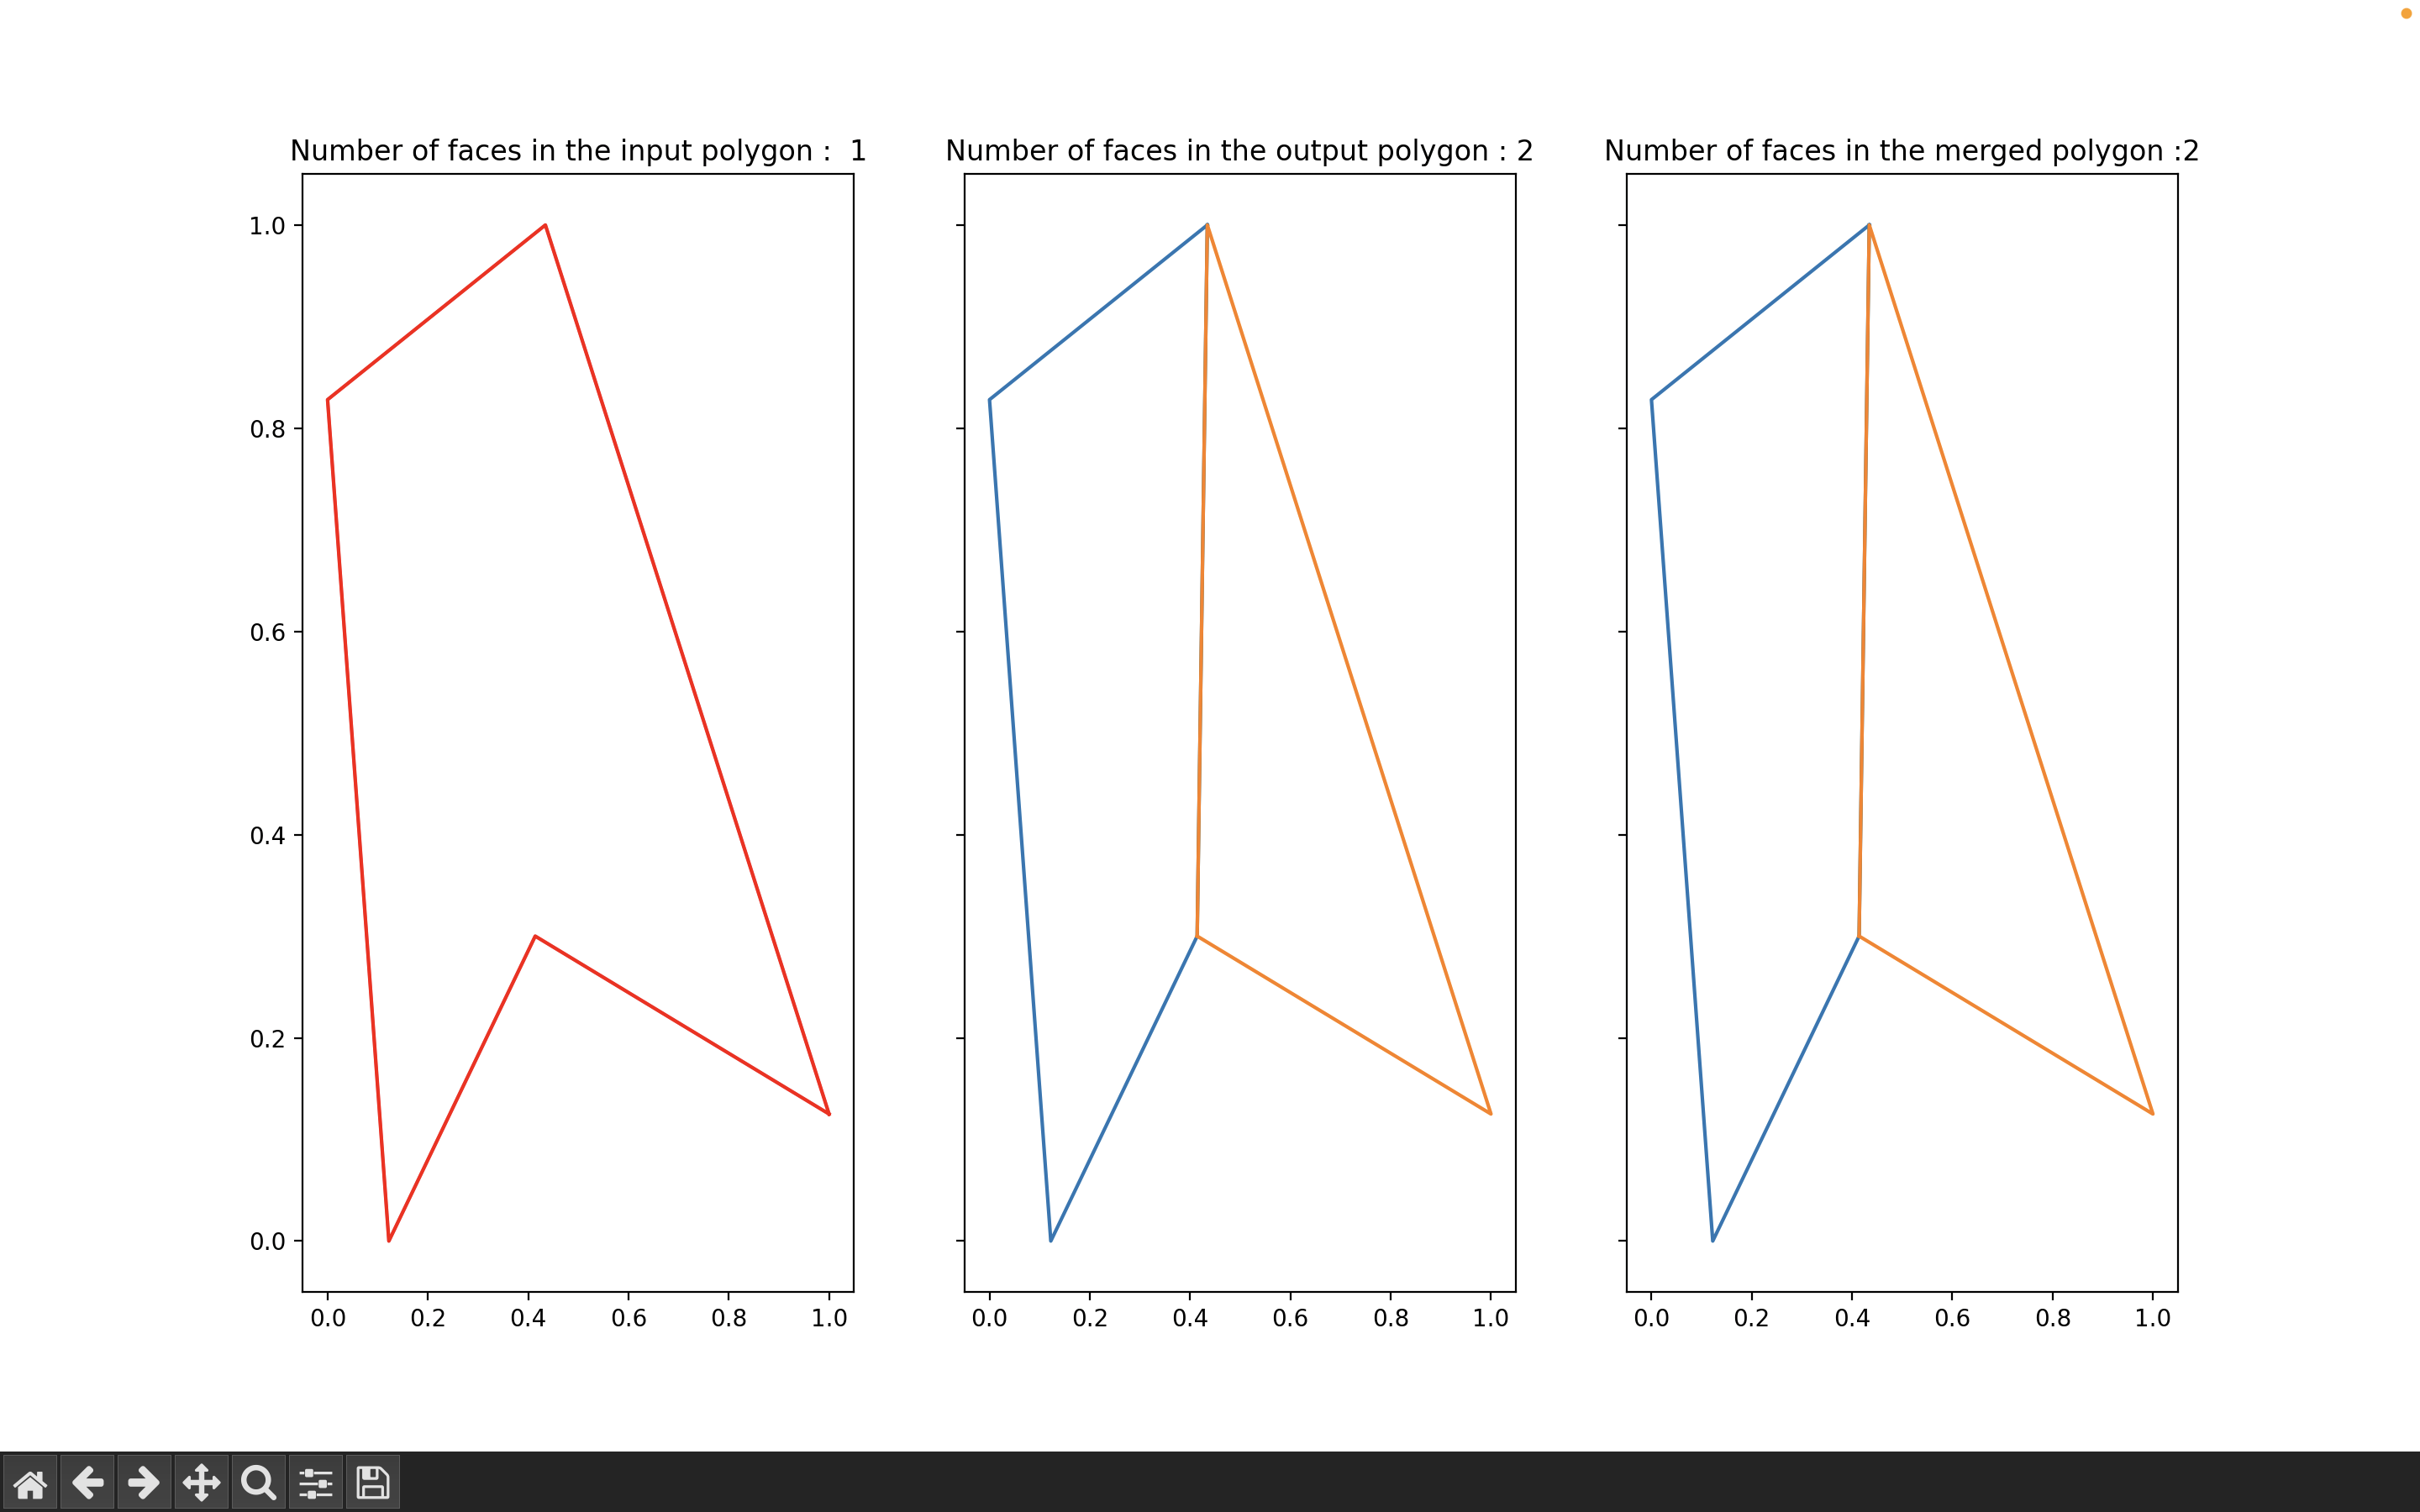 Number of faces in the input polygon :  1
Number of faces in the output polygon : 2
Number of faces in the merged polygon :2
1.0
0.8
0.6
0.4
0.2
0.0
0.0 0.2 0.4 0.6 0.8 1.0
0.0 0.2 0.4 0.6 0.8 1.0
0.0 0.2 0.4 0.6 0.8 1.0